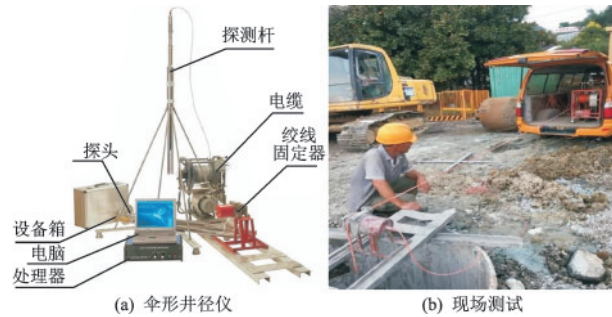 探测杆
电缆
绞线
固定器
探头
设备箱
电脑
处理器
(a) 伞形井径仪
(b) 现场测试